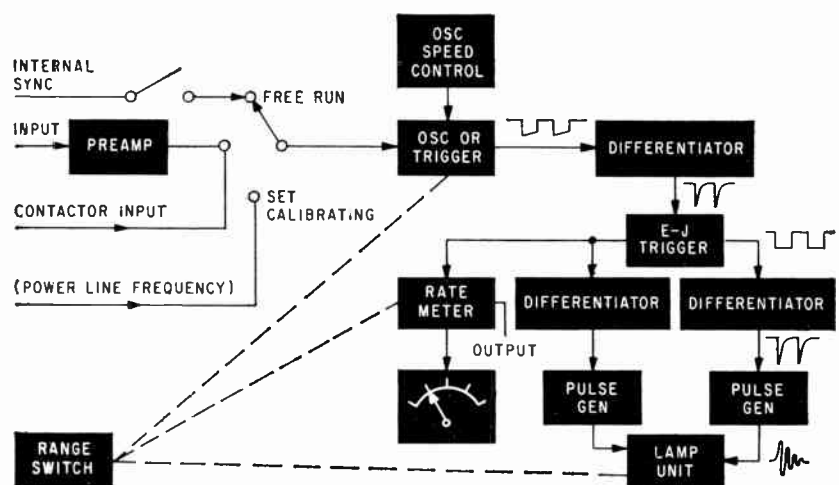 OSC
SPEED
CONTROL
INTERNAL
SYNC
FREE RUN
INPUT
PREAMP
OSC OR
TRIGGER
DIFFERENTIATOR
SET
CALIBRATING
CONTACTOR INPUT
E-J
TRIGGER
(POWER LINE FREQUENCY)
RATE
METER
DIFFERENTIATOR
DIFFERENTIATOR
OUTPUT
PULSE
GEN
PULSE
GEN
RANGE
SWITCH
LAMP
UNIT